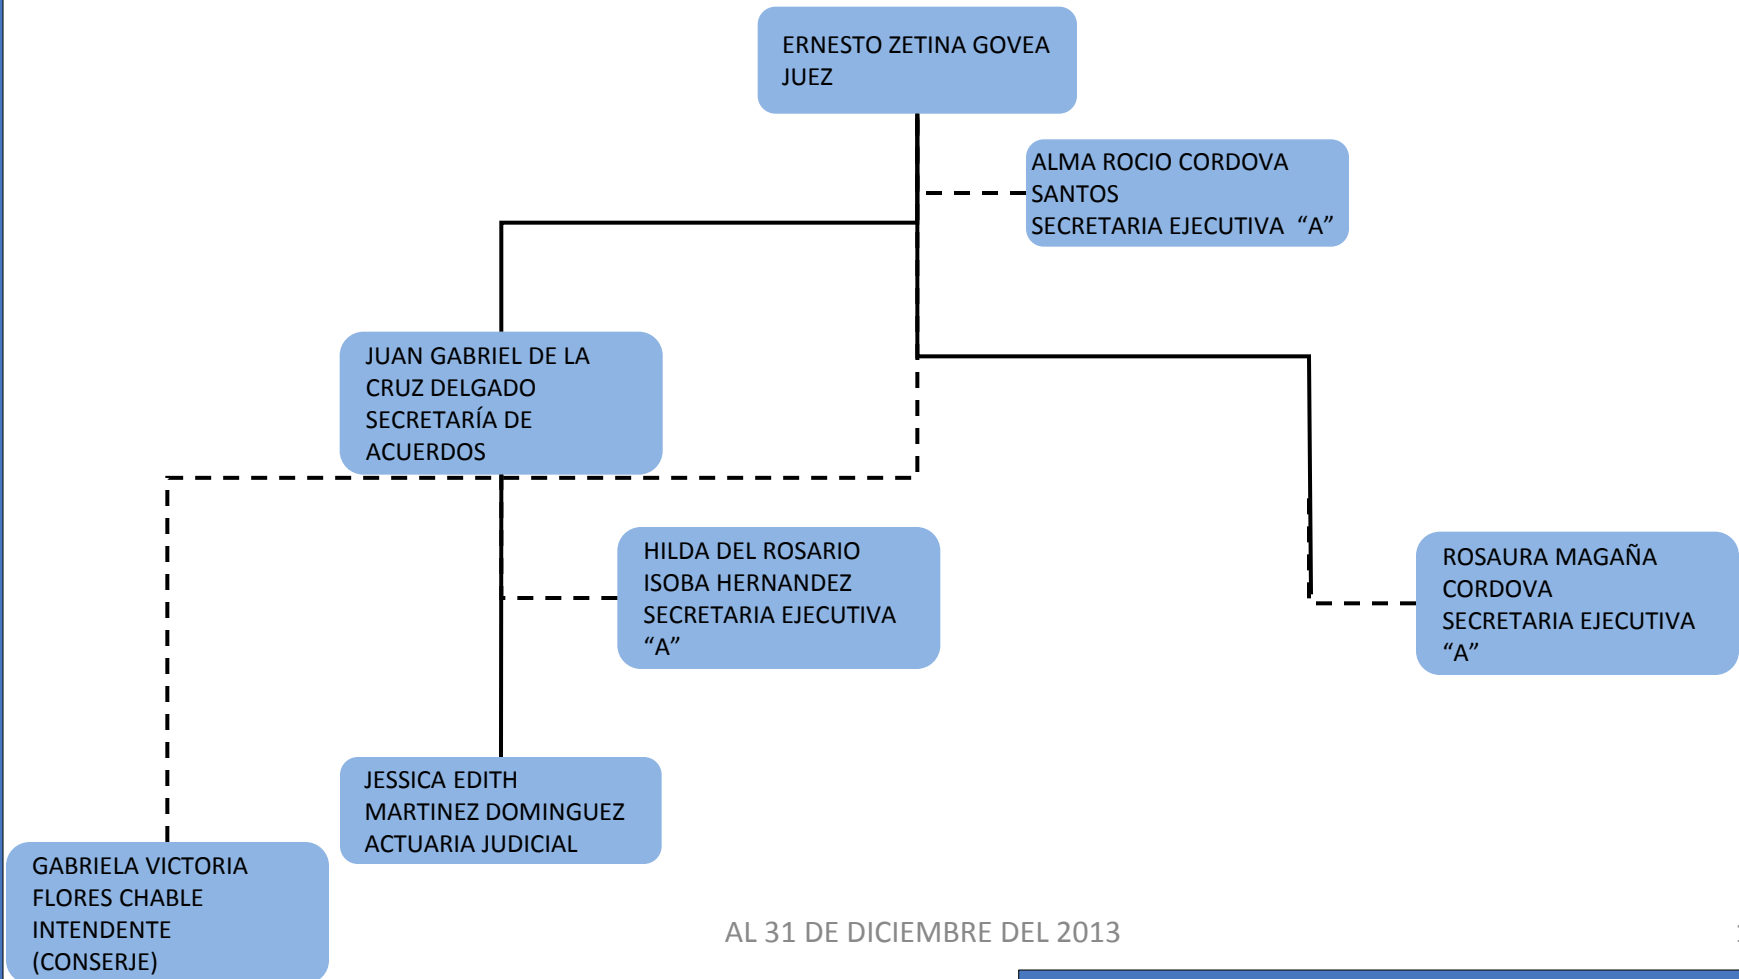 ERNESTO ZETINA GOVEA
JUEZ
ALMA ROCIO CORDOVA
SANTOS
SECRETARIA EJECUTIVA “A”
JUAN GABRIEL DE LA
CRUZ DELGADO
SECRETARÍA DE
ACUERDOS
HILDA DEL ROSARIO
ISOBA HERNANDEZ
SECRETARIA EJECUTIVA
“A”
ROSAURA MAGAÑA
CORDOVA
SECRETARIA EJECUTIVA
“A”
JESSICA EDITH
MARTINEZ DOMINGUEZ
ACTUARIA JUDICIAL
GABRIELA VICTORIA
FLORES CHABLE
INTENDENTE
(CONSERJE)
AL 31 DE DICIEMBRE DEL 2013